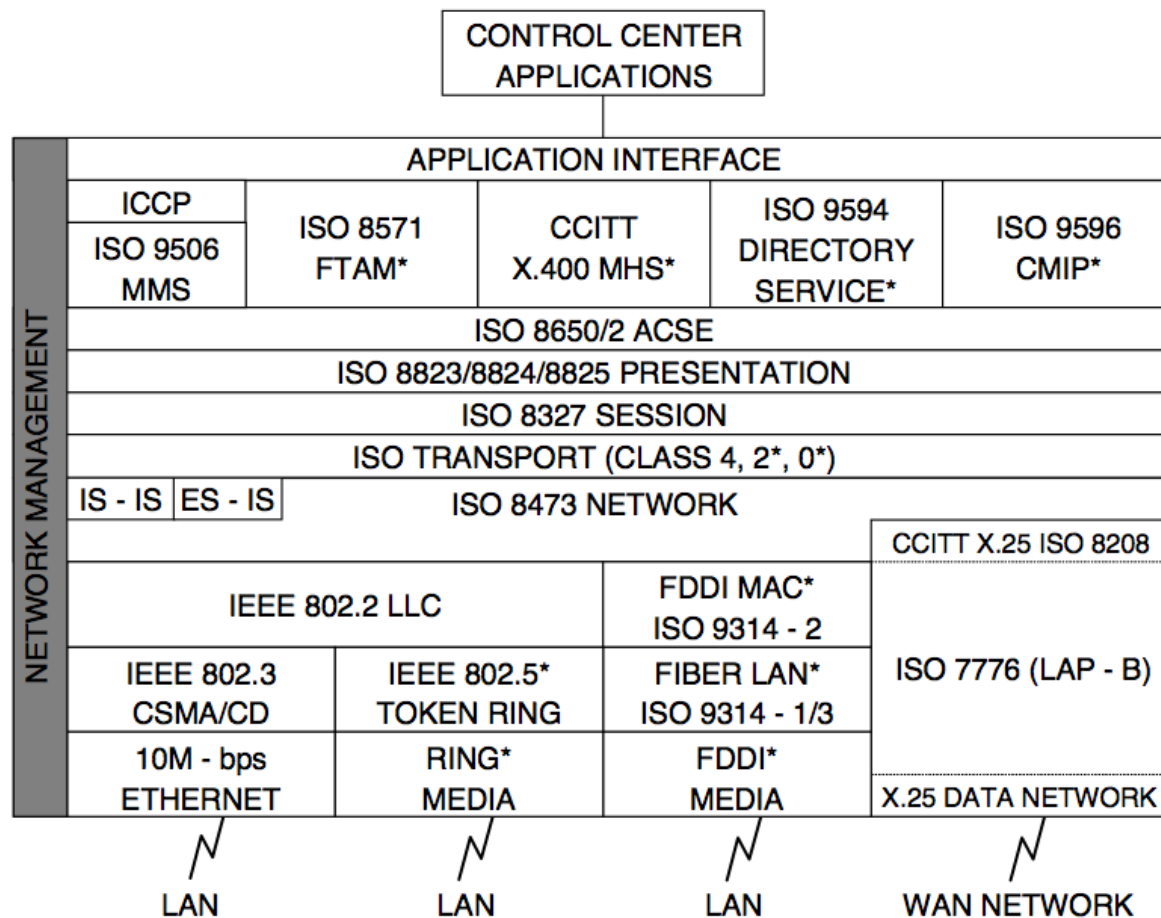 CONTROL CENTER
APPLICATIONS
NETWORK MANAGEMENT
APPLICATION INTERFACE
ICCP
ISO 9506
MMS
ISO 8571
FTAM*
CCITT
X.400 MHS*
ISO 9594
DIRECTORY
SERVICE*
ISO 9596
CMIP*
ISO 8650/2 ACSE
ISO 8823/8824/8825 PRESENTATION
ISO 8327 SESSION
ISO TRANSPORT (CLASS 4, 2*, 0*)
IS - IS
ES - IS
ISO 8473 NETWORK
CCITT X.25 ISO 8208
IEEE 802.2 LLC
FDDI MAC*
ISO 9314 - 2
ISO 7776 (LAP - B)
IEEE 802.3
CSMA/CD
IEEE 802.5*
TOKEN RING
FIBER LAN*
ISO 9314 - 1/3
10M - bps
ETHERNET
RING*
MEDIA
FDDI*
MEDIA
X.25 DATA NETWORK
LAN
LAN
LAN
WAN NETWORK